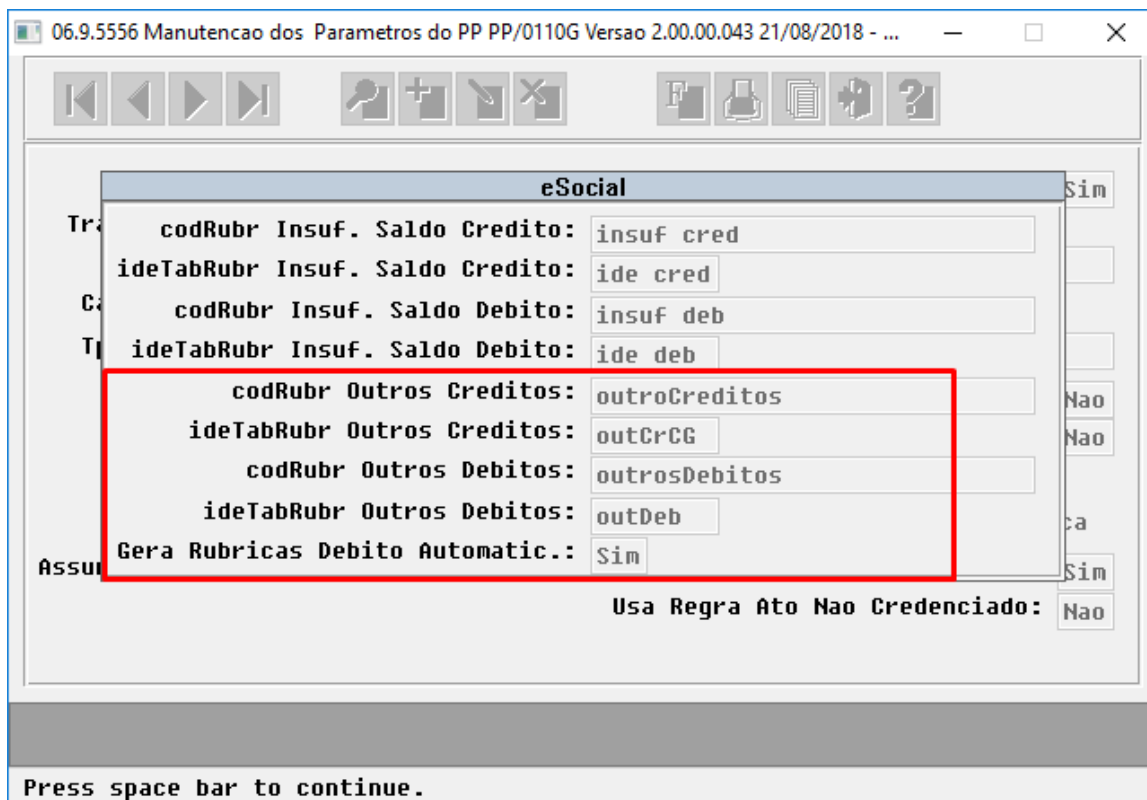 06.9.5556 Manutencao dos Parametros do PP PP/0110G Versao 2.00.00.043 21/08/2018 - ...
F ?
eSocial
Sim
codRubr Insuf. Saldo Credito: insuf cred
ideTabRubr Insuf. Saldo Credito: ide cred
codRubr Insuf. Saldo Debito: insuf deb
ideTabRubr Insuf. Saldo Debito: ide deb
codRubr Outros Creditos: outroCreditos Nao
ideTabRubr Outros Creditos: outCrCG Nao
codRubr Outros Debitos: outrosDebitos
ideTabRubr Outros Debitos: outDeb
Gera Rubricas Debito Automatic.: Sim
Sim
Usa Regra Ato Nao Credenciado: Nao
Press space bar to continue.